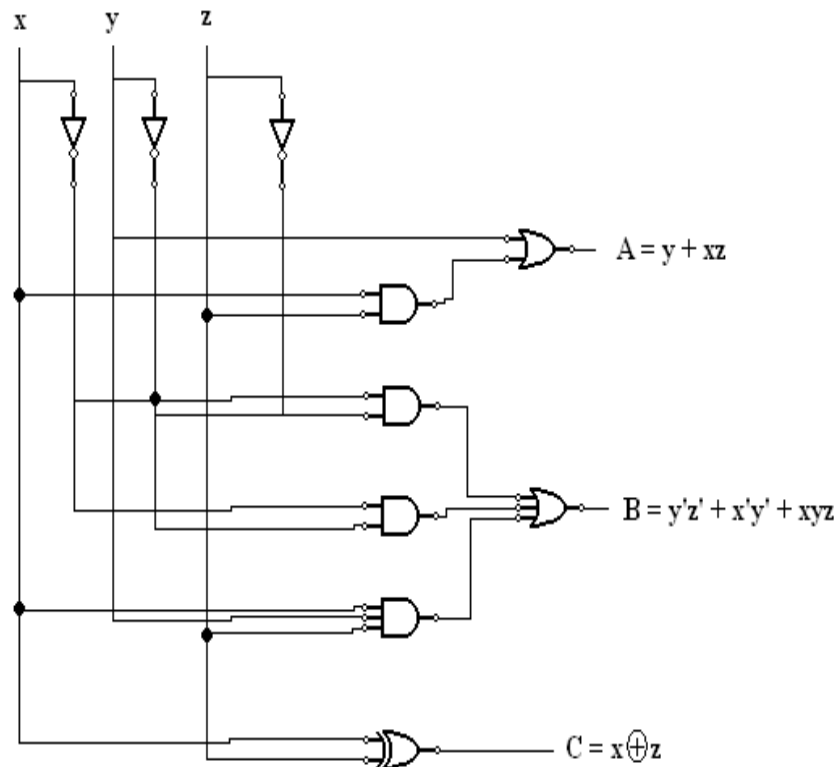 x y z
A = y + xz
B = y'z' + x'y' + xyz
C = x⊕z